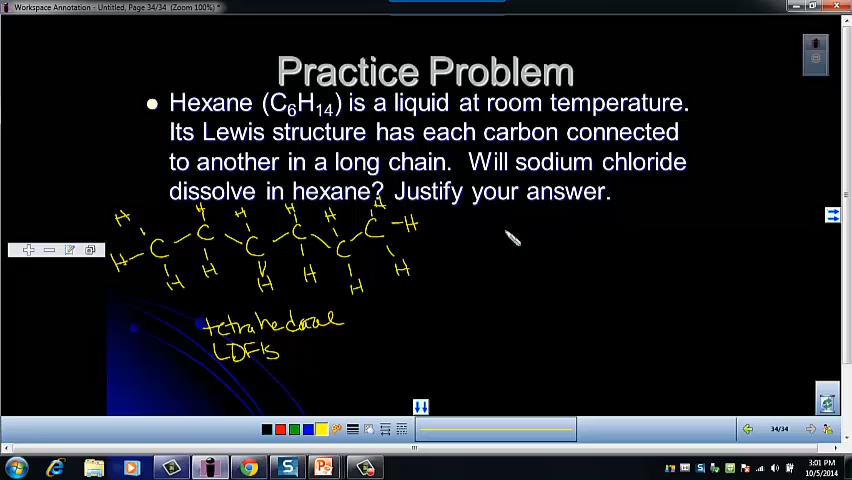 Workspace Annotation - Untitled, Page 34/34 (Zoom 100%) *
Practice Problem
Hexane (C6H14) is a liquid at room temperature.
Its Lewis structure has each carbon connected
to another in a long chain. Will sodium chloride
dissolve in hexane? Justify your answer.
H H H H H H
H C C C C C C H
H H H H H H
tetrahedral
LDFs
34/34
3:01 PM
10/5/2014